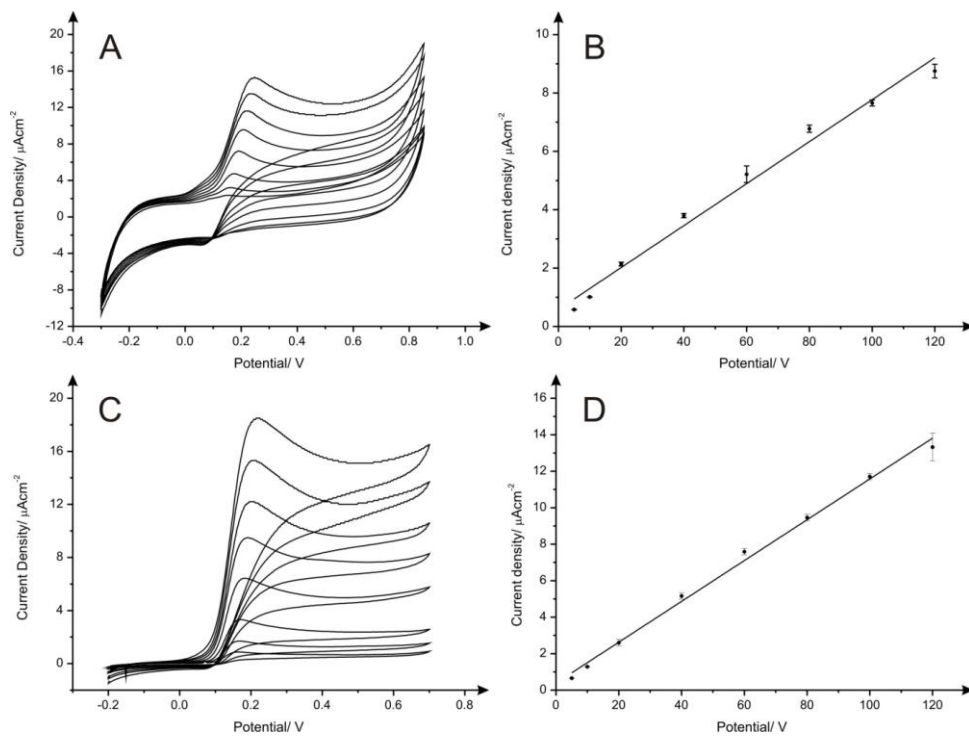 A
Current Density/ μAcm-2
20
16
12
8
4
0
-4
-8
-12
-0.4 -0.2 0.0 0.2 0.4 0.6 0.8 1.0
Potential/ V
B
Current density/ μAcm-2
10
8
6
4
2
0
0 20 40 60 80 100 120
Potential/ V
C
Current Density/ μAcm-2
20
16
12
8
4
0
-0.2 0.0 0.2 0.4 0.6 0.8
Potential/ V
D
Current density/ μAcm-2
16
14
12
10
8
6
4
2
0
0 20 40 60 80 100 120
Potential/ V